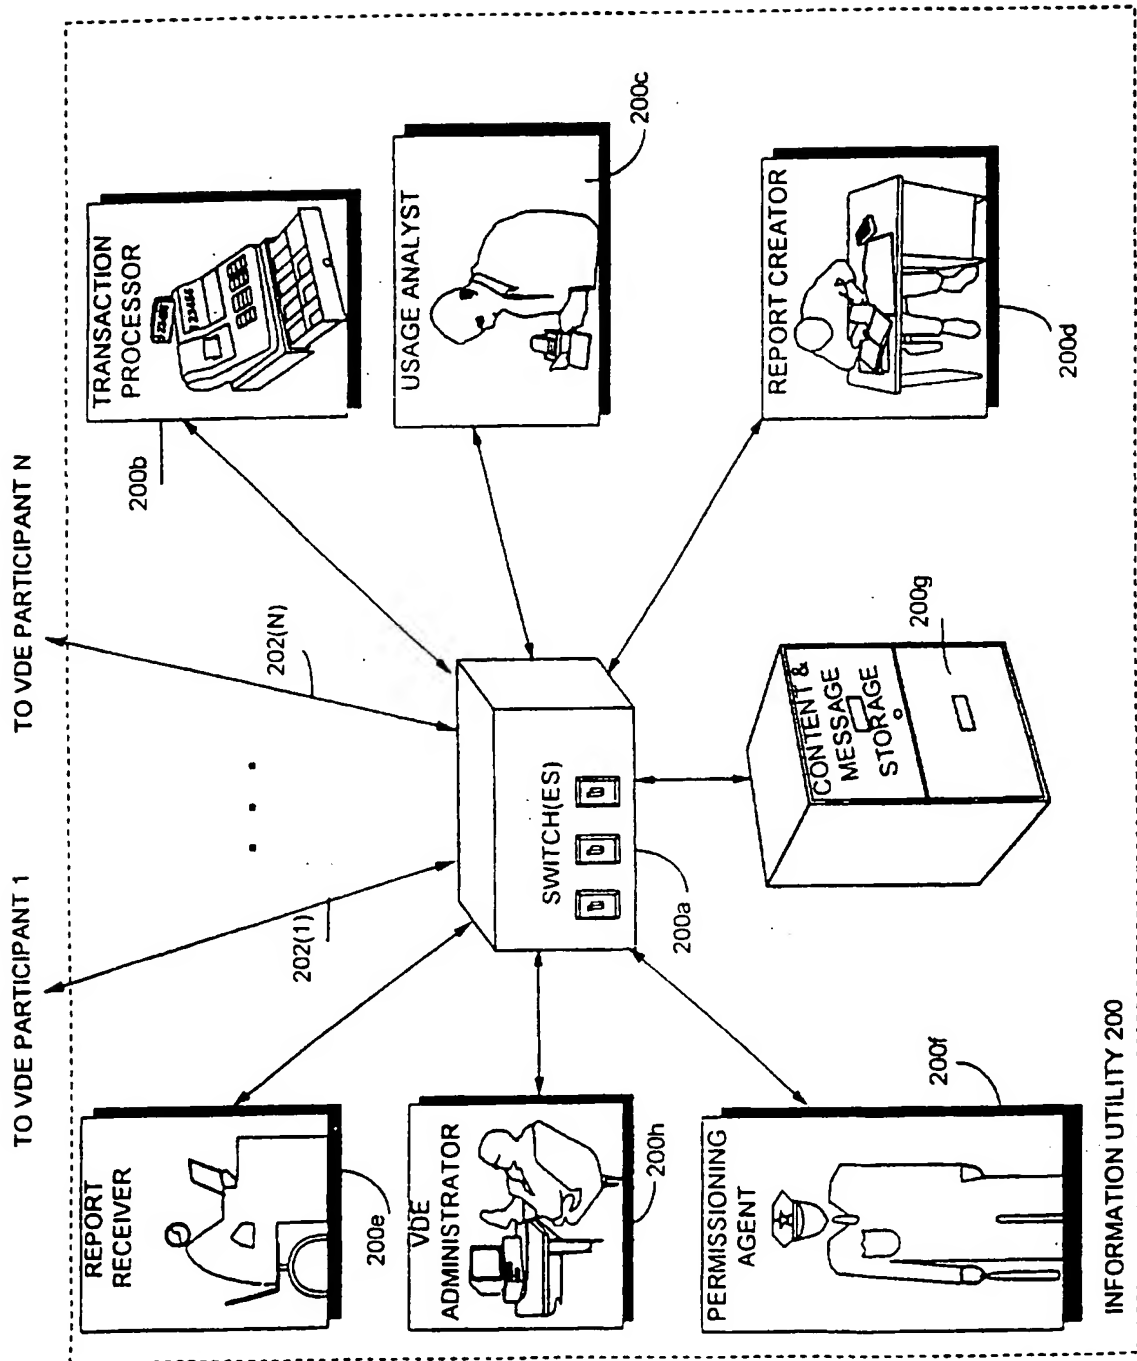 TO VDE PARTICIPANT 1
TO VDE PARTICIPANT N
202(1)
202(N)
REPORT
RECEIVER
200e
TRANSACTION
PROCESSOR
200b
VDE
ADMINISTRATOR
200h
SWITCH(ES)
200a
USAGE ANALYST
200c
PERMISSIONING
AGENT
200f
CONTENT &
MESSAGE
STORAGE
200g
REPORT CREATOR
200d
INFORMATION UTILITY 200